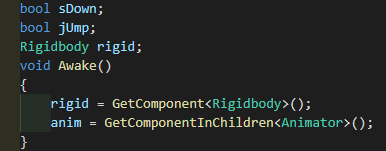 bool sDown;
bool jUmp;
Rigidbody rigid;
void Awake()
{
rigid = GetComponent<Rigidbody>();
anim = GetComponentInChildren<Animator>();
}